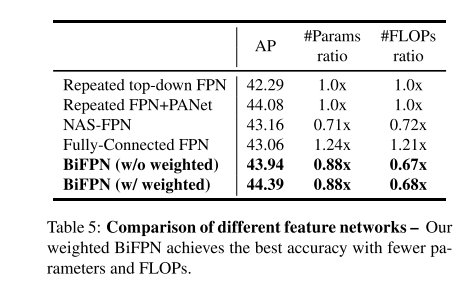 AP #Params ratio #FLOPs ratio
Repeated top-down FPN 42.29 1.0x 1.0x
Repeated FPN+PANet 44.08 1.0x 1.0x
NAS-FPN 43.16 0.71x 0.72x
Fully-Connected FPN 43.06 1.24x 1.21x
BiFPN (w/o weighted) 43.94 0.88x 0.67x
BiFPN (w/ weighted) 44.39 0.88x 0.68x
Table 5: Comparison of different feature networks – Our
weighted BiFPN achieves the best accuracy with fewer pa-
rameters and FLOPs.